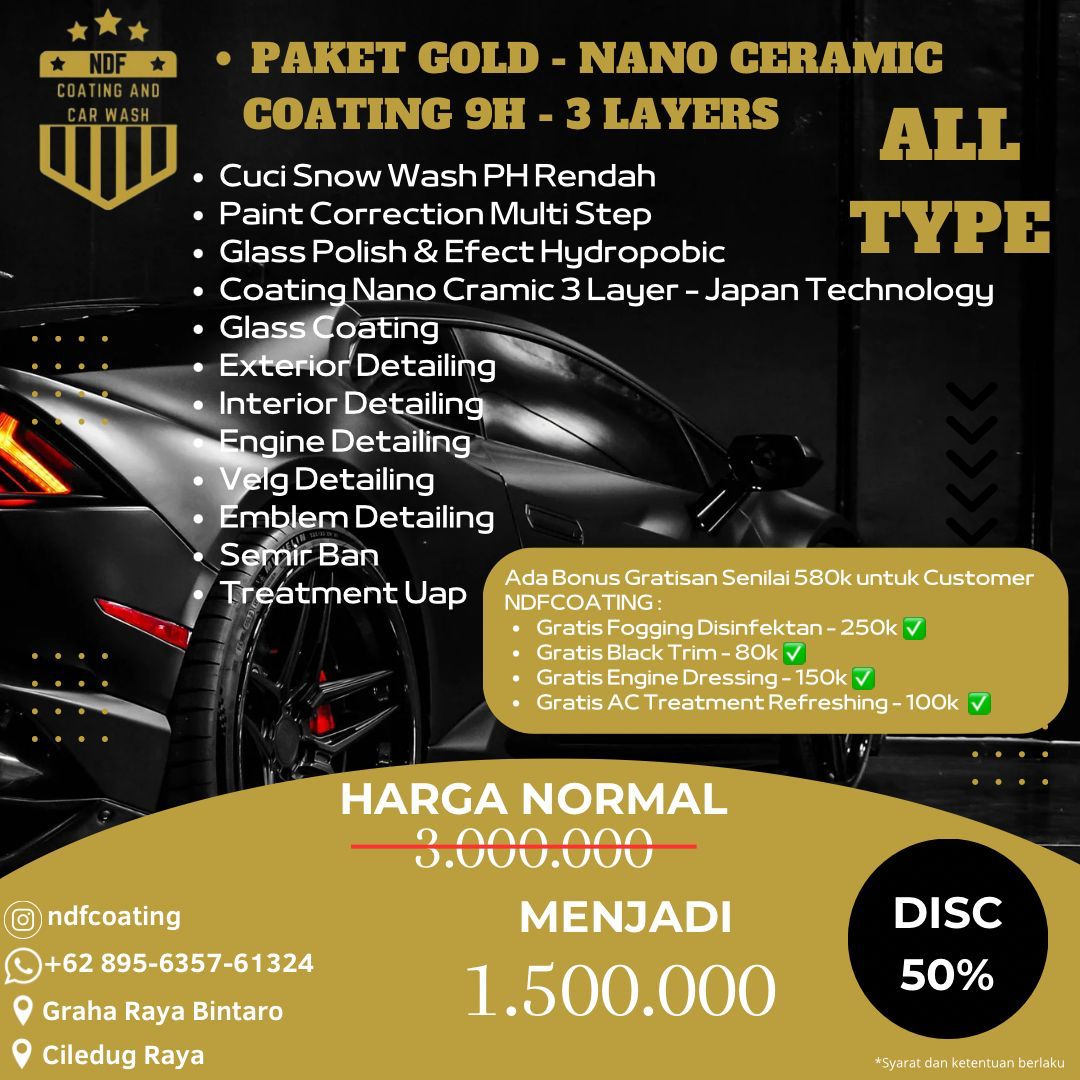 NDF
COATING AND
CAR WASH
• PAKET GOLD - NANO CERAMIC
COATING 9H - 3 LAYERS
ALL
TYPE
• Cuci Snow Wash PH Rendah
• Paint Correction Multi Step
• Glass Polish & Efect Hydropobic
• Coating Nano Cramic 3 Layer - Japan Technology
• Glass Coating
• Exterior Detailing
• Interior Detailing
• Engine Detailing
• Velg Detailing
• Emblem Detailing
• Semir Ban
• Treatment Uap
Ada Bonus Gratisan Senilai 580k untuk Customer
NDFCOATING :
• Gratis Fogging Disinfektan - 250k ✅
• Gratis Black Trim - 80k ✅
• Gratis Engine Dressing - 150k ✅
• Gratis AC Treatment Refreshing - 100k ✅
HARGA NORMAL
3.000.000
MENJADI
1.500.000
DISC
50%
ndfcoating
+62 895-6357-61324
Graha Raya Bintaro
Ciledug Raya
*Syarat dan ketentuan berlaku